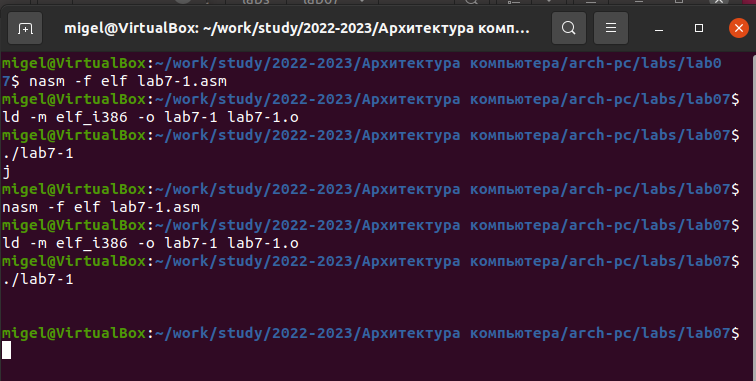 migel@VirtualBox: ~/work/study/2022-2023/Архитектура комп...
migel@VirtualBox:~/work/study/2022-2023/Архитектура компьютера/arch-pc/labs/lab0
7$ nasm -f elf lab7-1.asm
migel@VirtualBox:~/work/study/2022-2023/Архитектура компьютера/arch-pc/labs/lab07$
ld -m elf_i386 -o lab7-1 lab7-1.o
migel@VirtualBox:~/work/study/2022-2023/Архитектура компьютера/arch-pc/labs/lab07$
./lab7-1
j
migel@VirtualBox:~/work/study/2022-2023/Архитектура компьютера/arch-pc/labs/lab07$
nasm -f elf lab7-1.asm
migel@VirtualBox:~/work/study/2022-2023/Архитектура компьютера/arch-pc/labs/lab07$
ld -m elf_i386 -o lab7-1 lab7-1.o
migel@VirtualBox:~/work/study/2022-2023/Архитектура компьютера/arch-pc/labs/lab07$
./lab7-1
migel@VirtualBox:~/work/study/2022-2023/Архитектура компьютера/arch-pc/labs/lab07$